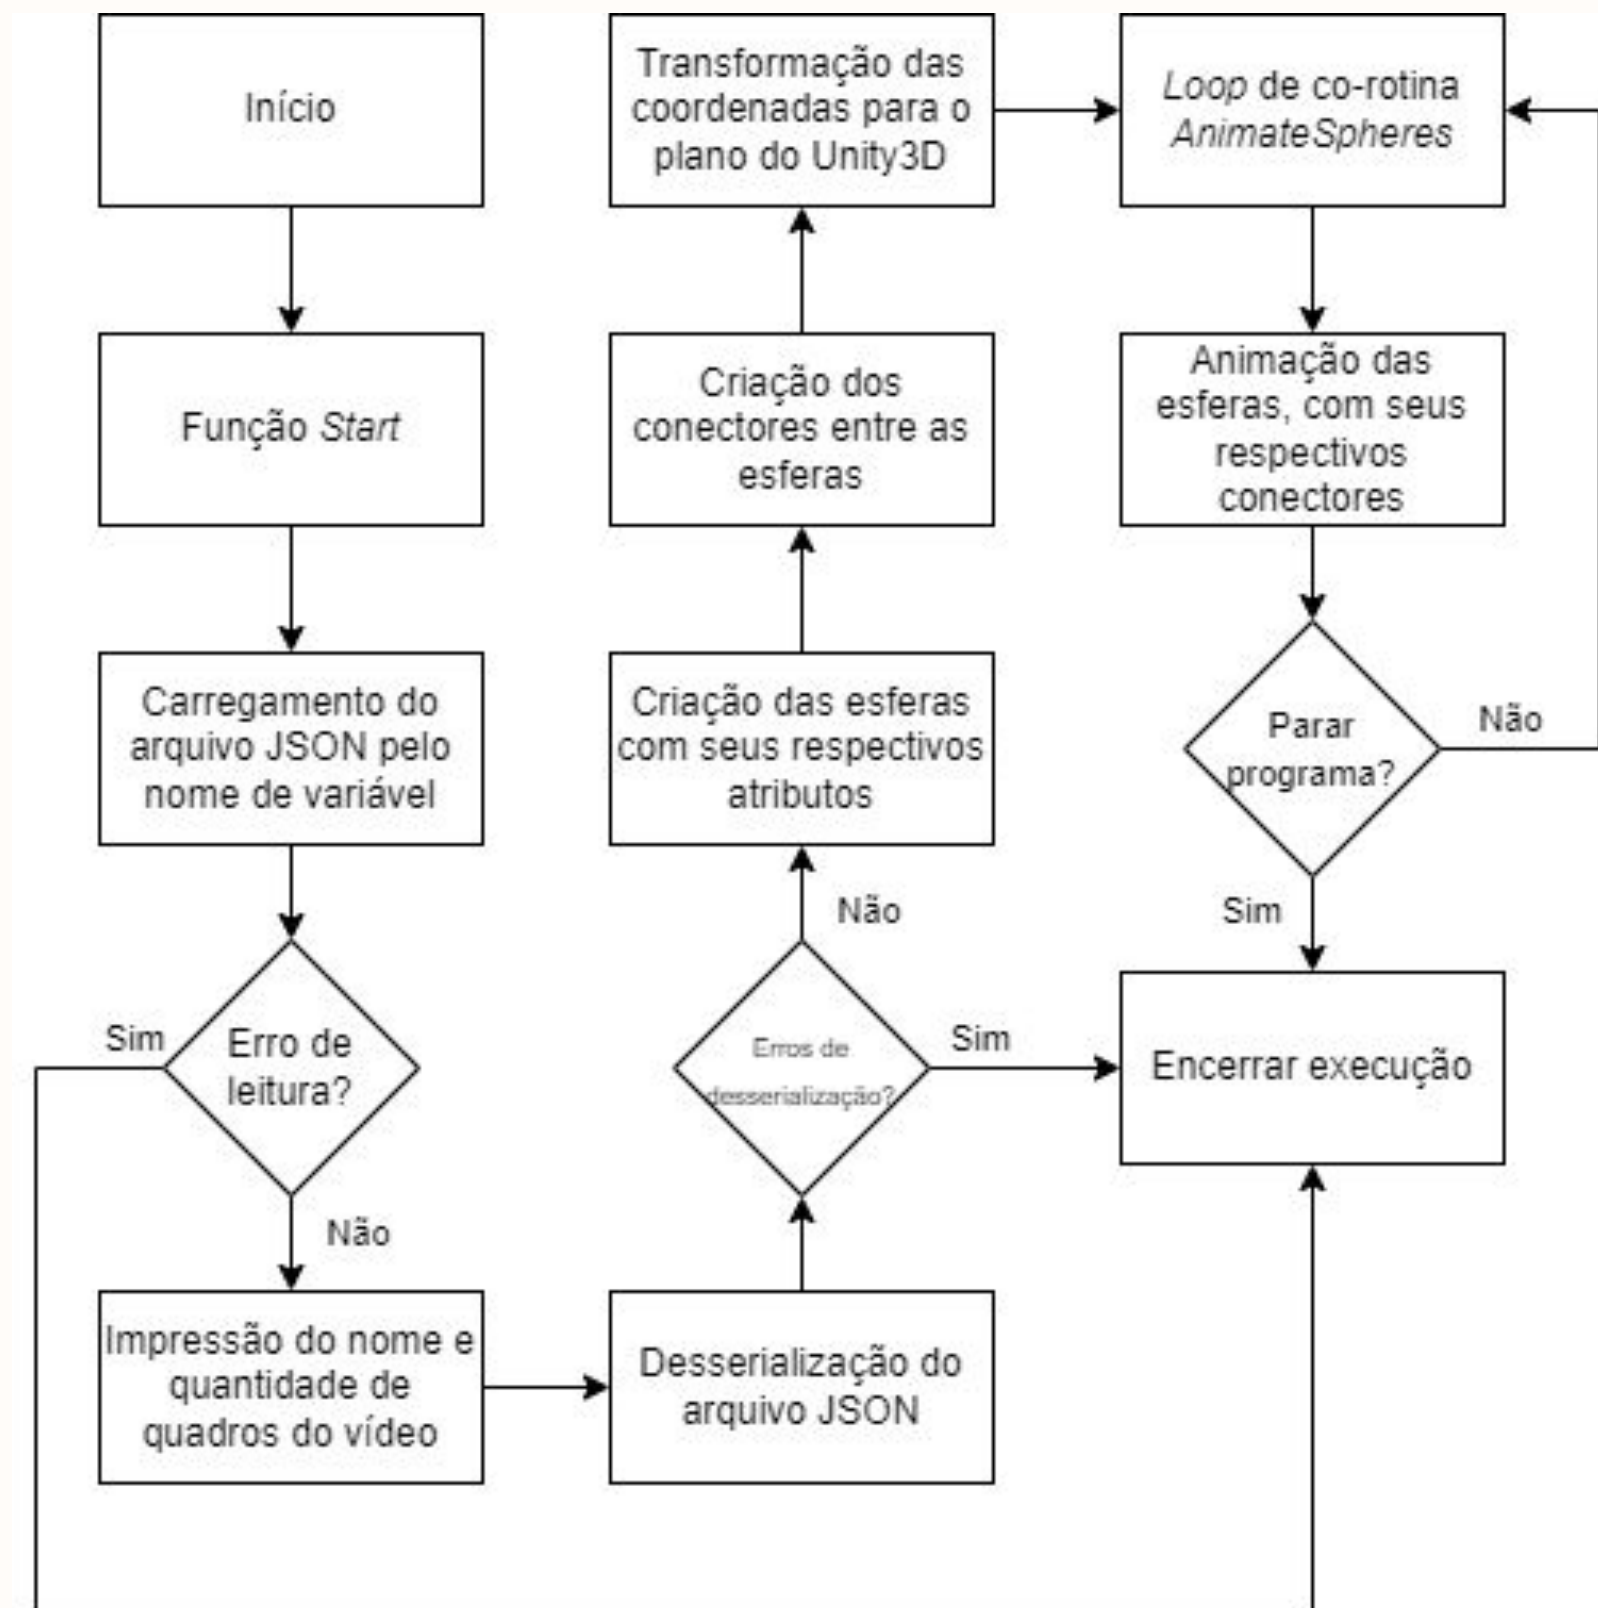 Início
Função Start
Carregamento do
arquivo JSON pelo
nome de variável
Erro de
leitura?
Sim
Não
Impressão do nome e
quantidade de
quadros do vídeo
Desserialização do
arquivo JSON
Erros de
desserialização?
Sim
Não
Criação das esferas
com seus respectivos
atributos
Criação dos
conectores entre as
esferas
Transformação das
coordenadas para o
plano do Unity3D
Loop de co-rotina
AnimateSpheres
Animação das
esferas, com seus
respectivos
conectores
Parar
programa?
Não
Sim
Encerrar execução